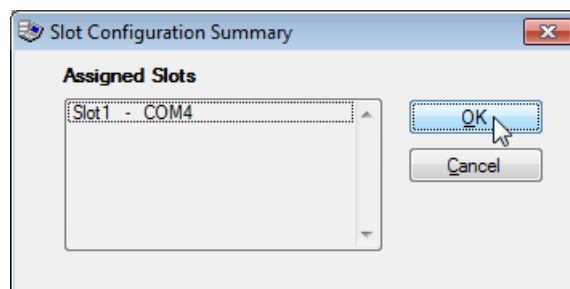 Slot Configuration Summary
Assigned Slots
Slot1 - COM4
OK
Cancel